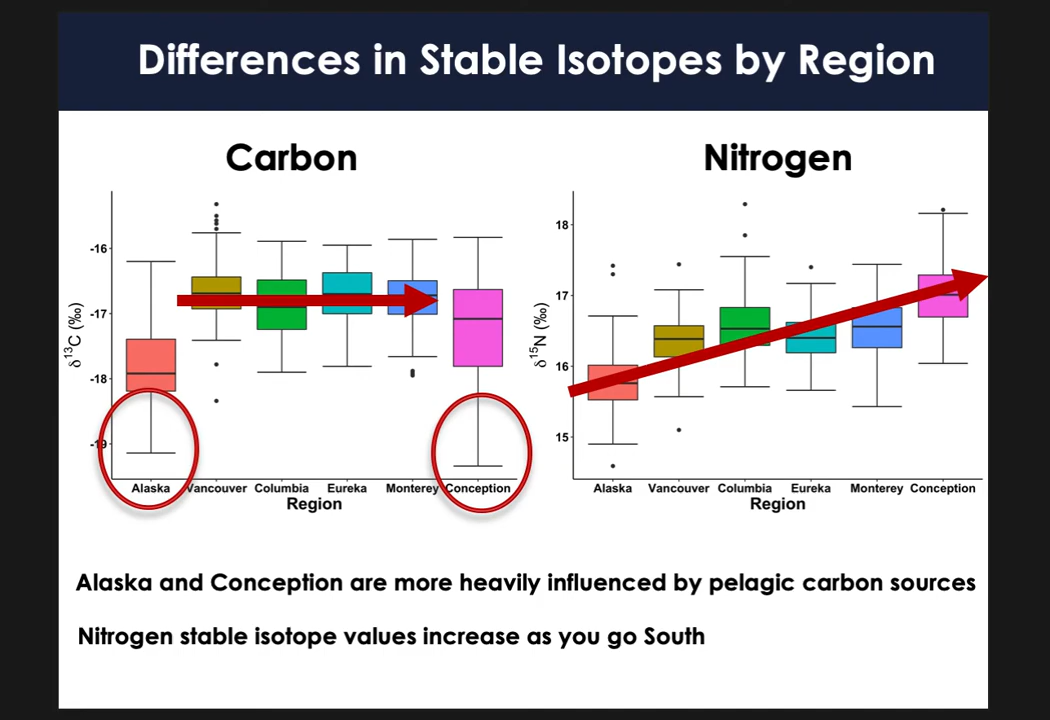 Differences in Stable Isotopes by Region
Carbon
Nitrogen
-16
-17
-18
-19
δ13C (‰)
Alaska Vancouver Columbia Eureka Monterey Conception
Region
18
17
16
15
δ15N (‰)
Alaska Vancouver Columbia Eureka Monterey Conception
Region
Alaska and Conception are more heavily influenced by pelagic carbon sources
Nitrogen stable isotope values increase as you go South